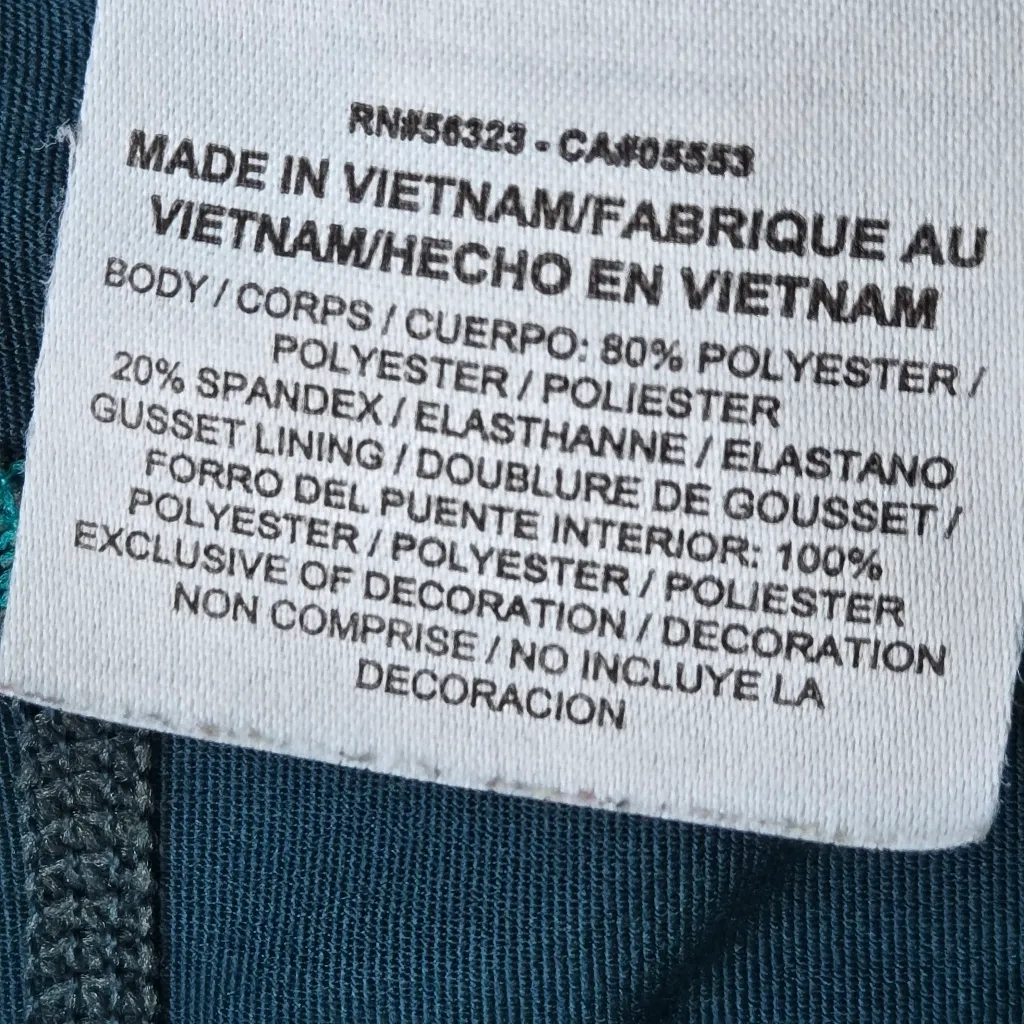 RN#56323 - CA#05553
MADE IN VIETNAM/FABRIQUE AU
VIETNAM/HECHO EN VIETNAM
BODY / CORPS / CUERPO: 80% POLYESTER /
POLYESTER / POLIESTER
20% SPANDEX / ELASTHANNE / ELASTANO
GUSSET LINING / DOUBLURE DE GOUSSET /
FORRO DEL PUENTE INTERIOR: 100%
POLYESTER / POLYESTER / POLIESTER
EXCLUSIVE OF DECORATION / DECORATION
NON COMPRISE / NO INCLUYE LA
DECORACION